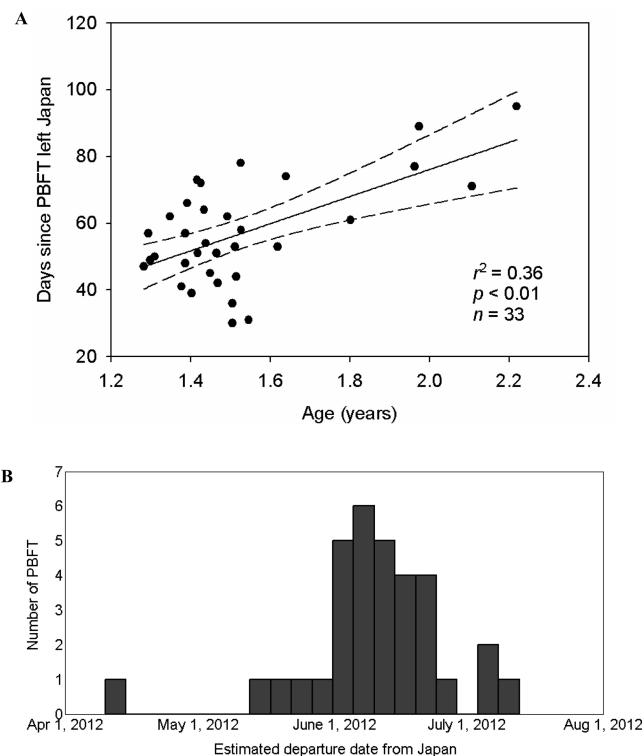 A
120
100
80
60
40
20
Days since PBFT left Japan
r2 = 0.36
p < 0.01
n = 33
1.2 1.4 1.6 1.8 2.0 2.2 2.4
Age (years)
B
7
6
5
4
3
2
1
0
Number of PBFT
Apr 1, 2012 May 1, 2012 June 1, 2012 July 1, 2012 Aug 1, 2012
Estimated departure date from Japan